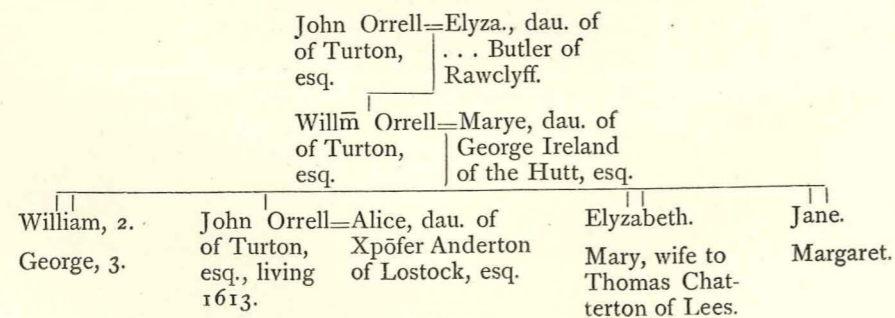 John Orrell=Elyza., dau. of
of Turton, . . . Butler of
esq. Rawclyff.
Willm̄ Orrell=Marye, dau. of
of Turton, George Ireland
esq. of the Hutt, esq.
William, 2.
George, 3.
John Orrell=Alice, dau. of
of Turton, Xpōfer Anderton
esq., living of Lostock, esq.
1613.
Elyzabeth.
Mary, wife to
Thomas Chat-
terton of Lees.
Jane.
Margaret.